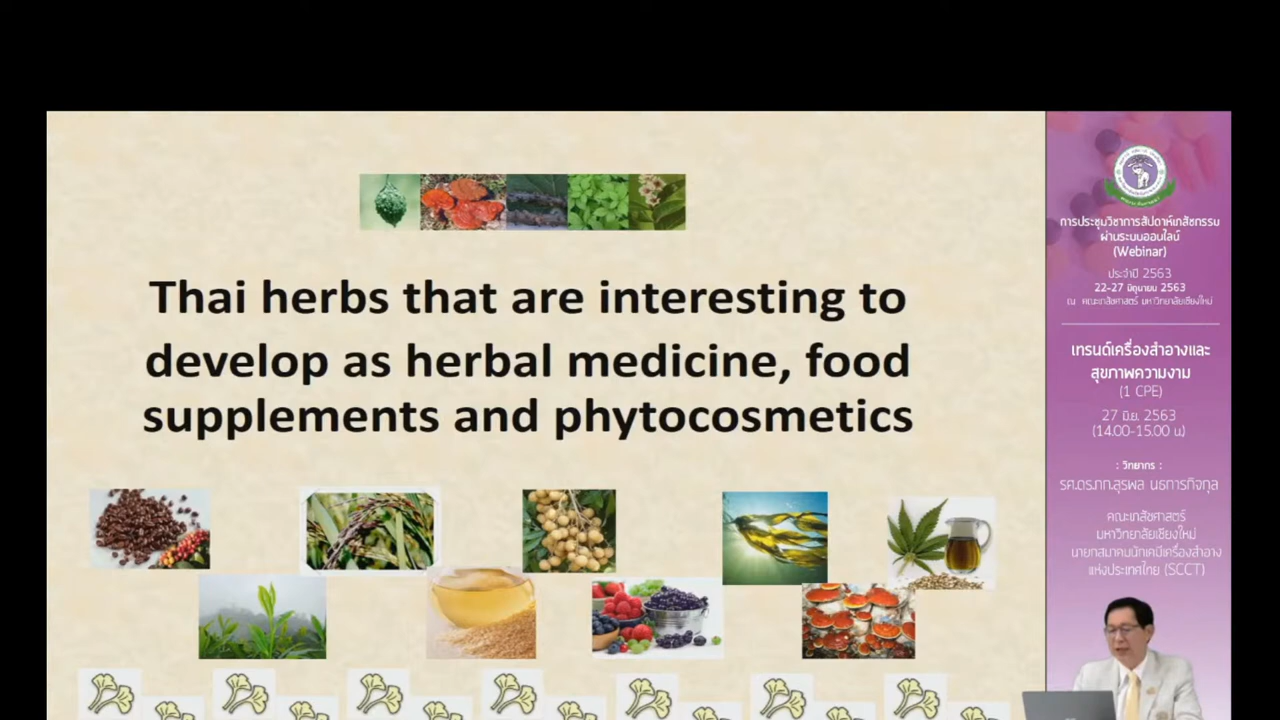 Thai herbs that are interesting to
develop as herbal medicine, food
supplements and phytocosmetics
การประชุมวิชาการสัปดาห์เภสัชกรรม
ผ่านระบบออนไลน์
(Webinar)
ประจำปี 2563
22-27 มิถุนายน 2563
ณ คณะเภสัชศาสตร์ มหาวิทยาลัยเชียงใหม่
เทรนด์เครื่องสำอางและ
สุขภาพความงาม
(1 CPE)
27 มิ.ย. 2563
(14.00-15.00 น)
: วิทยากร :
รศ.ดร.ภก.สุรพล นธการกิจกุล
คณะเภสัชศาสตร์
มหาวิทยาลัยเชียงใหม่
นายกสมาคมนักเคมีเครื่องสำอาง
แห่งประเทศไทย (SCCT)